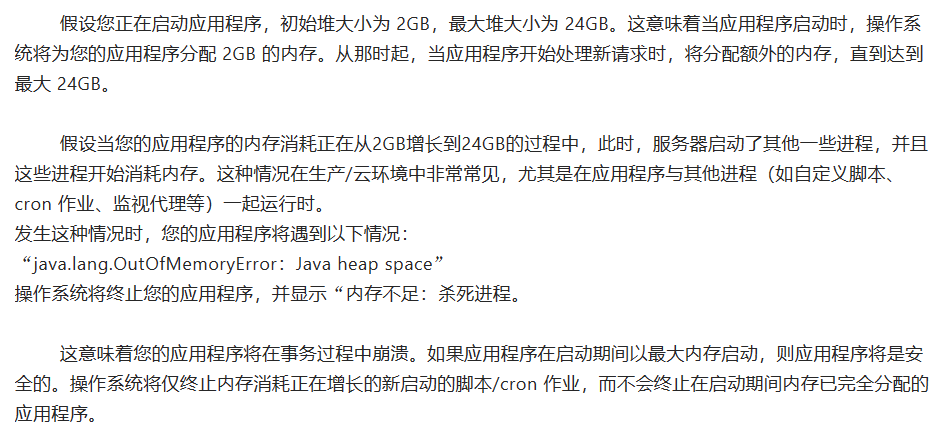 假设您正在启动应用程序，初始堆大小为 2GB，最大堆大小为 24GB。这意味着当应用程序启动时，操作系
统将为您的应用程序分配 2GB 的内存。从那时起，当应用程序开始处理新请求时，将分配额外的内存，直到达到
最大 24GB。
假设当您的应用程序的内存消耗正在从2GB增长到24GB的过程中，此时，服务器启动了其他一些进程，并且
这些进程开始消耗内存。这种情况在生产/云环境中非常常见，尤其是在应用程序与其他进程（如自定义脚本、
cron 作业、监视代理等）一起运行时。
发生这种情况时，您的应用程序将遇到以下情况：
“java.lang.OutOfMemoryError：Java heap space”
操作系统将终止您的应用程序，并显示“内存不足：杀死进程。
这意味着您的应用程序将在事务过程中崩溃。如果应用程序在启动期间以最大内存启动，则应用程序将是安
全的。操作系统将仅终止内存消耗正在增长的新启动的脚本/cron 作业，而不会终止在启动期间内存已完全分配的
应用程序。